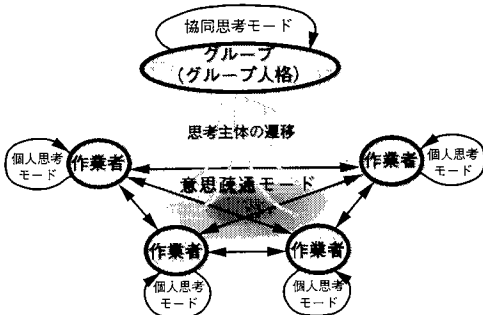 協同思考モード
グループ
(グループ人格)
思考主体の遷移
個人思考
モード
作業者
作業者
個人思考
モード
意思疎通モード
作業者
作業者
個人思考
モード
個人思考
モード